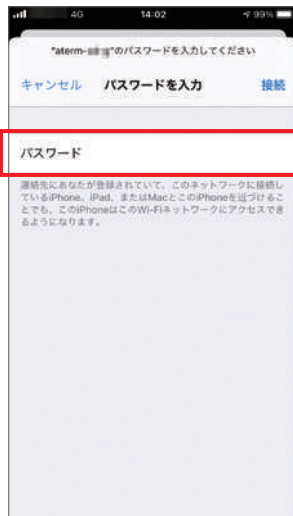 4G 14:02 99%
"aterm- "のパスワードを入力してください
キャンセル パスワードを入力 接続
パスワード
連絡先にあなたが登録されていて、このネットワークに接続し
ているiPhone、iPad、またはMacとこのiPhoneを近づけるこ
とでも、このiPhoneはこのWi-Fiネットワークにアクセスでき
るようになります。